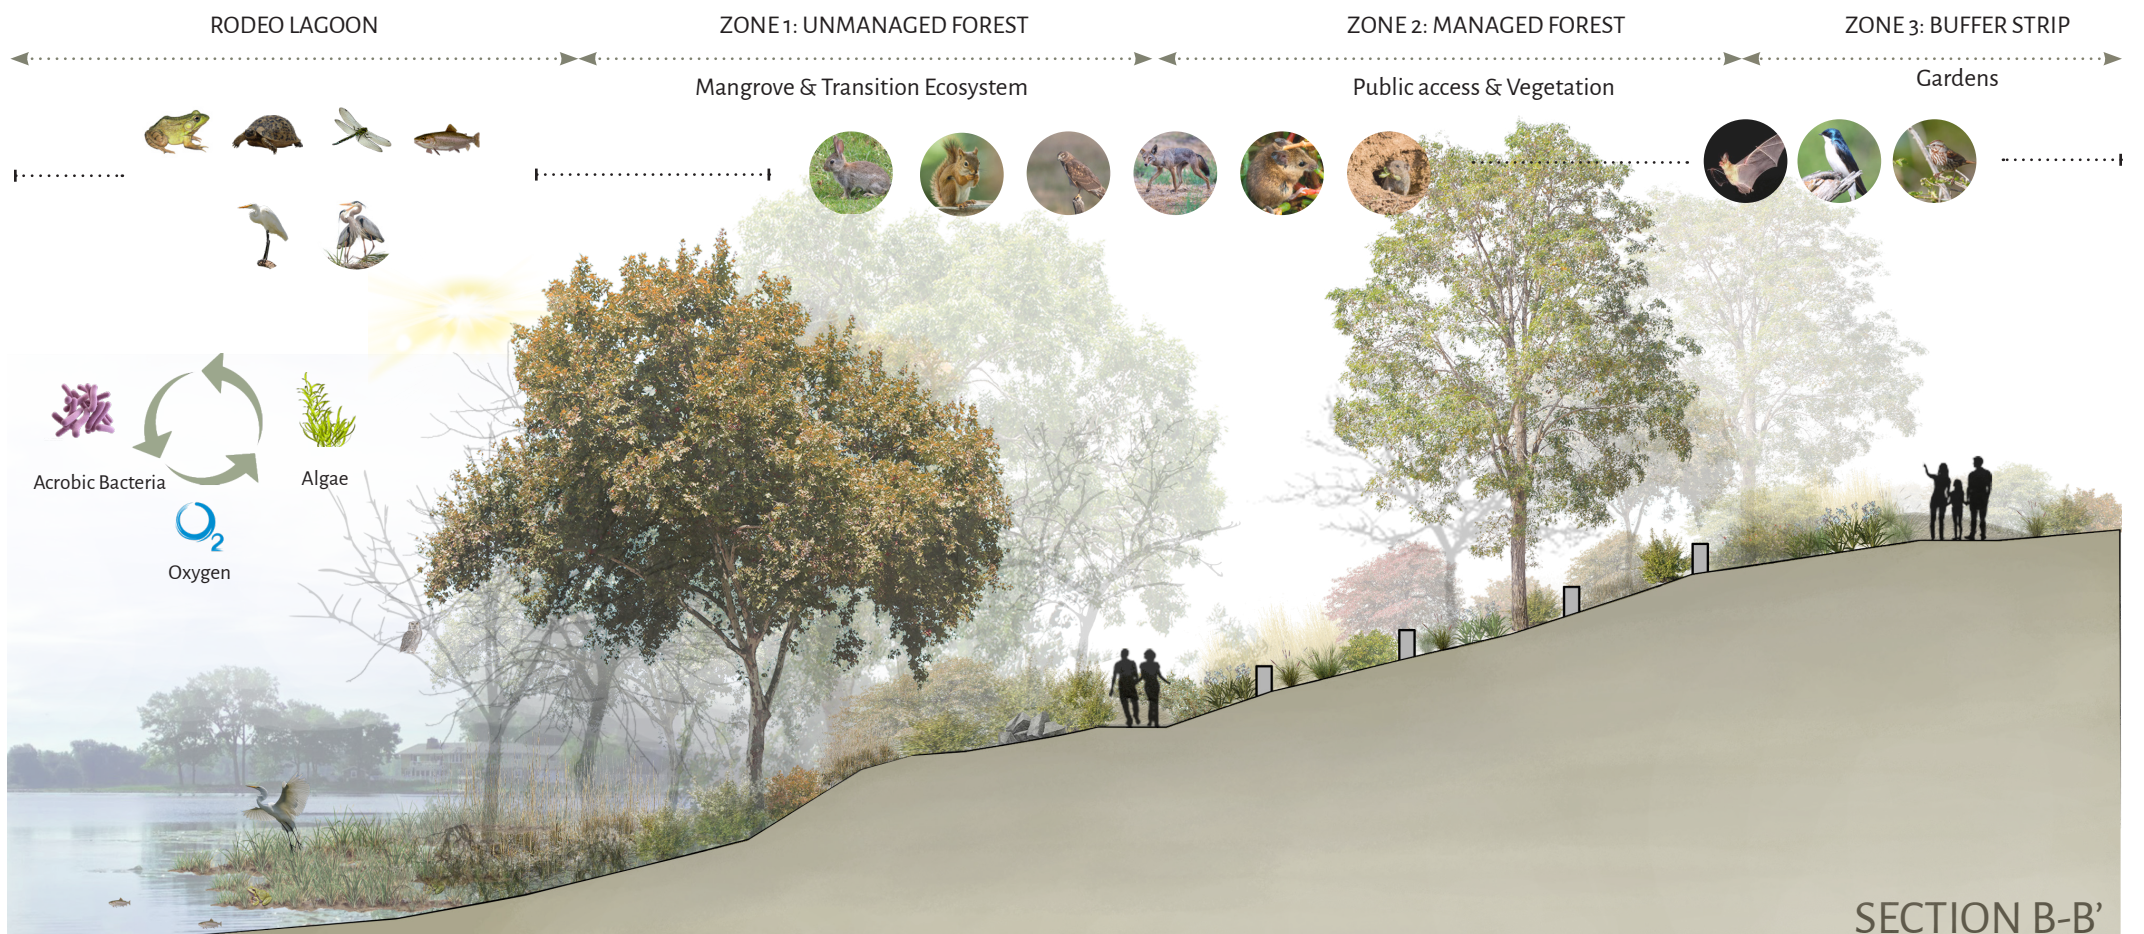 RODEO LAGOON
ZONE 1: UNMANAGED FOREST
ZONE 2: MANAGED FOREST
ZONE 3: BUFFER STRIP
Mangrove & Transition Ecosystem
Public access & Vegetation
Gardens
Acrobic Bacteria
Algae
O2
Oxygen
SECTION B-B’